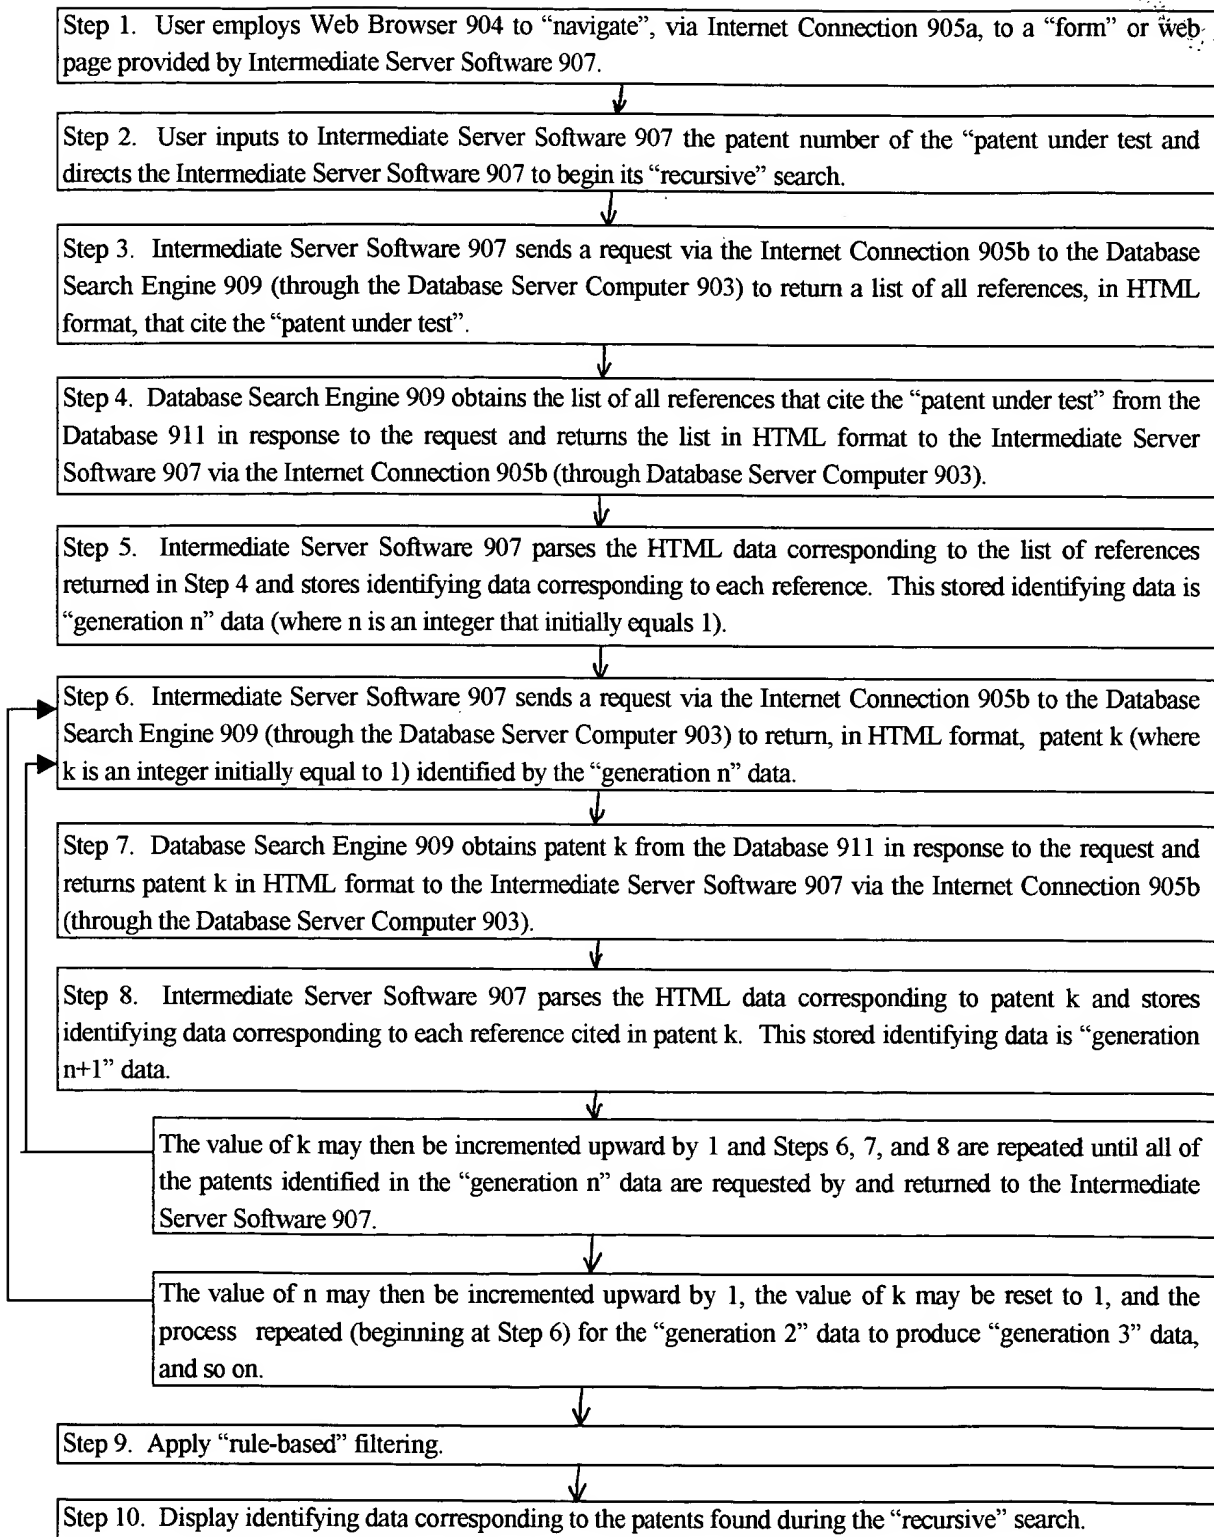 Step 1. User employs Web Browser 904 to “navigate”, via Internet Connection 905a, to a “form” or web
page provided by Intermediate Server Software 907.
Step 2. User inputs to Intermediate Server Software 907 the patent number of the “patent under test and
directs the Intermediate Server Software 907 to begin its “recursive” search.
Step 3. Intermediate Server Software 907 sends a request via the Internet Connection 905b to the Database
Search Engine 909 (through the Database Server Computer 903) to return a list of all references, in HTML
format, that cite the “patent under test”.
Step 4. Database Search Engine 909 obtains the list of all references that cite the “patent under test” from the
Database 911 in response to the request and returns the list in HTML format to the Intermediate Server
Software 907 via the Internet Connection 905b (through Database Server Computer 903).
Step 5. Intermediate Server Software 907 parses the HTML data corresponding to the list of references
returned in Step 4 and stores identifying data corresponding to each reference. This stored identifying data is
“generation n” data (where n is an integer that initially equals 1).
Step 6. Intermediate Server Software 907 sends a request via the Internet Connection 905b to the Database
Search Engine 909 (through the Database Server Computer 903) to return, in HTML format, patent k (where
k is an integer initially equal to 1) identified by the “generation n” data.
Step 7. Database Search Engine 909 obtains patent k from the Database 911 in response to the request and
returns patent k in HTML format to the Intermediate Server Software 907 via the Internet Connection 905b
(through the Database Server Computer 903).
Step 8. Intermediate Server Software 907 parses the HTML data corresponding to patent k and stores
identifying data corresponding to each reference cited in patent k. This stored identifying data is “generation
n+1” data.
The value of k may then be incremented upward by 1 and Steps 6, 7, and 8 are repeated until all of
the patents identified in the “generation n” data are requested by and returned to the Intermediate
Server Software 907.
The value of n may then be incremented upward by 1, the value of k may be reset to 1, and the
process repeated (beginning at Step 6) for the “generation 2” data to produce “generation 3” data,
and so on.
Step 9. Apply “rule-based” filtering.
Step 10. Display identifying data corresponding to the patents found during the “recursive” search.